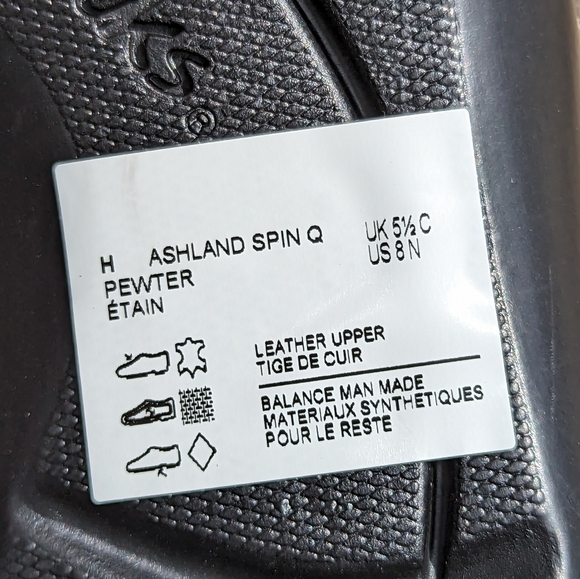 RKS®
H ASHLAND SPIN Q
UK 5½ C
PEWTER
US 8 N
ÉTAIN
LEATHER UPPER
TIGE DE CUIR
BALANCE MAN MADE
MATERIAUX SYNTHETIQUES
POUR LE RESTE